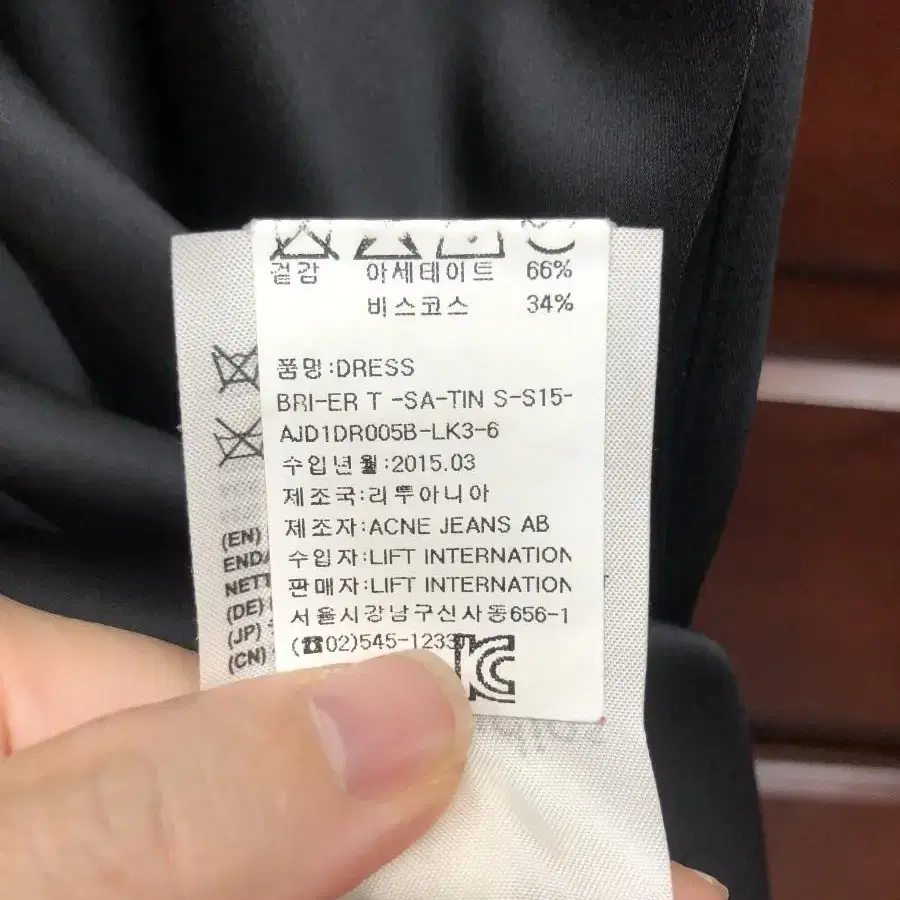 겉감 아세테이트 66%
비스코스 34%
품명:DRESS
BRI-ER T -SA-TIN S-S15-
AJD1DR005B-LK3-6
수입년월:2015.03
제조국:리투아니아
제조자:ACNE JEANS AB
수입자:LIFT INTERNATION
판매자:LIFT INTERNATION
서울시강남구신사동656-1
(☎02)545-1233
(EN)
NETT
(DE)
(JP)
(CN)